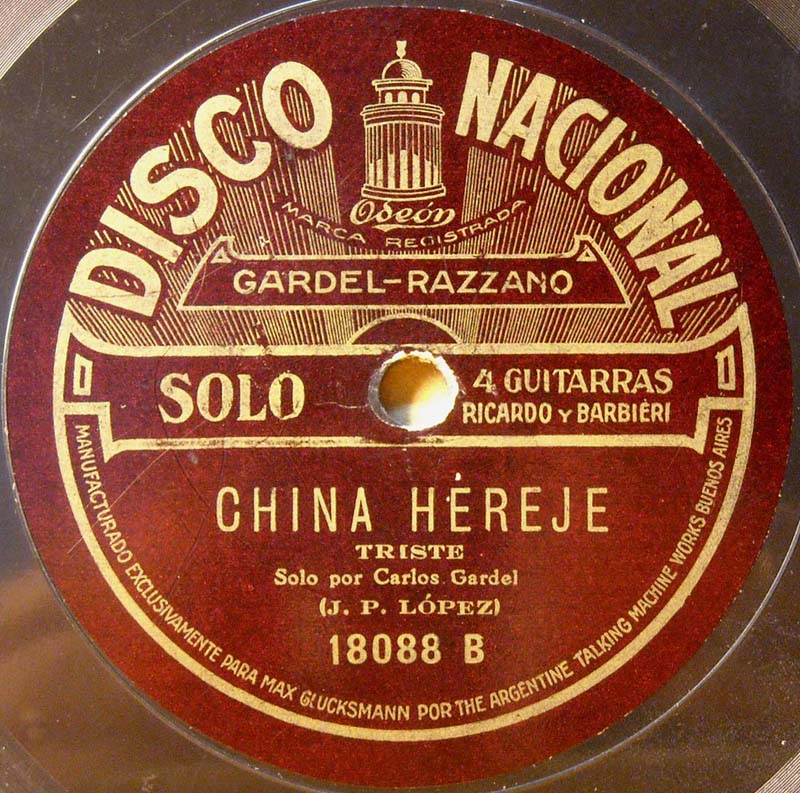 DISCO NACIONAL
Odeón
MARCA REGISTRADA
GARDEL-RAZZANO
SOLO
4 GUITARRAS
RICARDO Y BARBIERI
CHINA HEREJE
TRISTE
Solo por Carlos Gardel
(J. P. LÓPEZ)
18088 B
MANUFACTURADO EXCLUSIVAMENTE PARA MAX GLUCKSMANN POR THE ARGENTINE TALKING MACHINE WORKS BUENOS AIRES